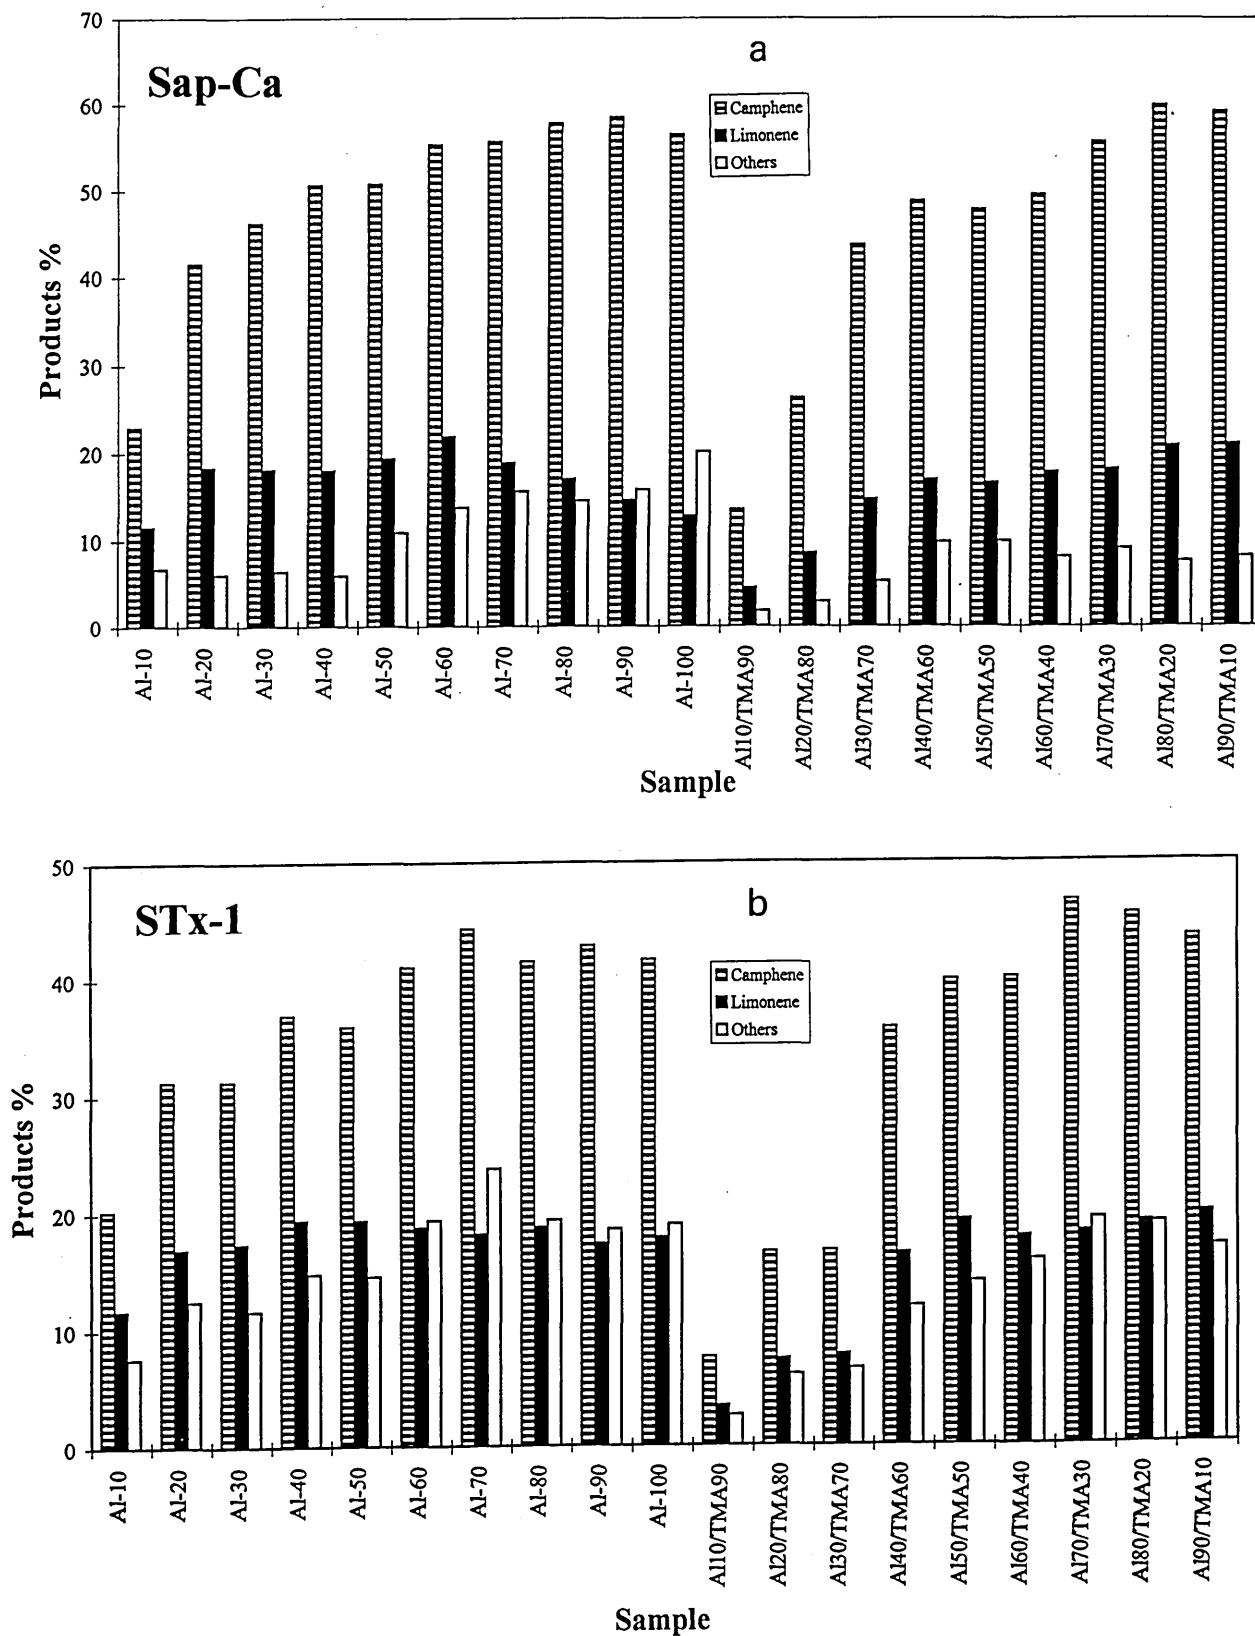 70
60
50
40
30
20
10
0
Products %
Sap-Ca
a
Camphene
Limonene
Others
Al-10
Al-20
Al-30
Al-40
Al-50
Al-60
Al-70
Al-80
Al-90
Al-100
Al10/TMA90
Al20/TMA80
Al30/TMA70
Al40/TMA60
Al50/TMA50
Al60/TMA40
Al70/TMA30
Al80/TMA20
Al90/TMA10
Sample
50
40
30
20
10
0
Products %
STx-1
b
Camphene
Limonene
Others
Al-10
Al-20
Al-30
Al-40
Al-50
Al-60
Al-70
Al-80
Al-90
Al-100
Al10/TMA90
Al20/TMA80
Al30/TMA70
Al40/TMA60
Al50/TMA50
Al60/TMA40
Al70/TMA30
Al80/TMA20
Al90/TMA10
Sample